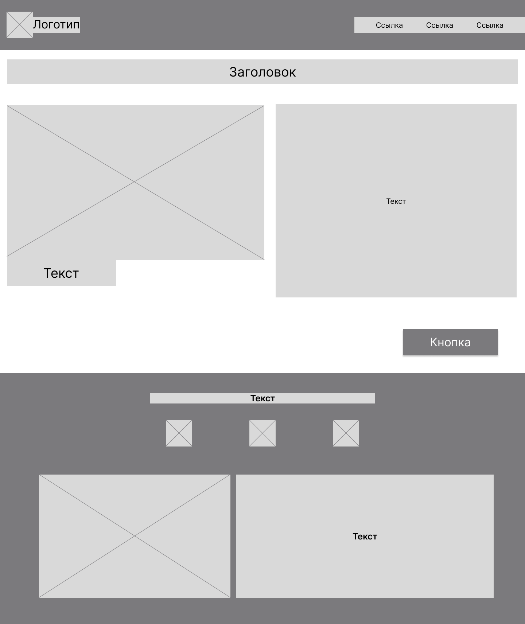 Логотип
Ссылка Ссылка Ссылка
Заголовок
Текст
Текст
Кнопка
Текст
Текст